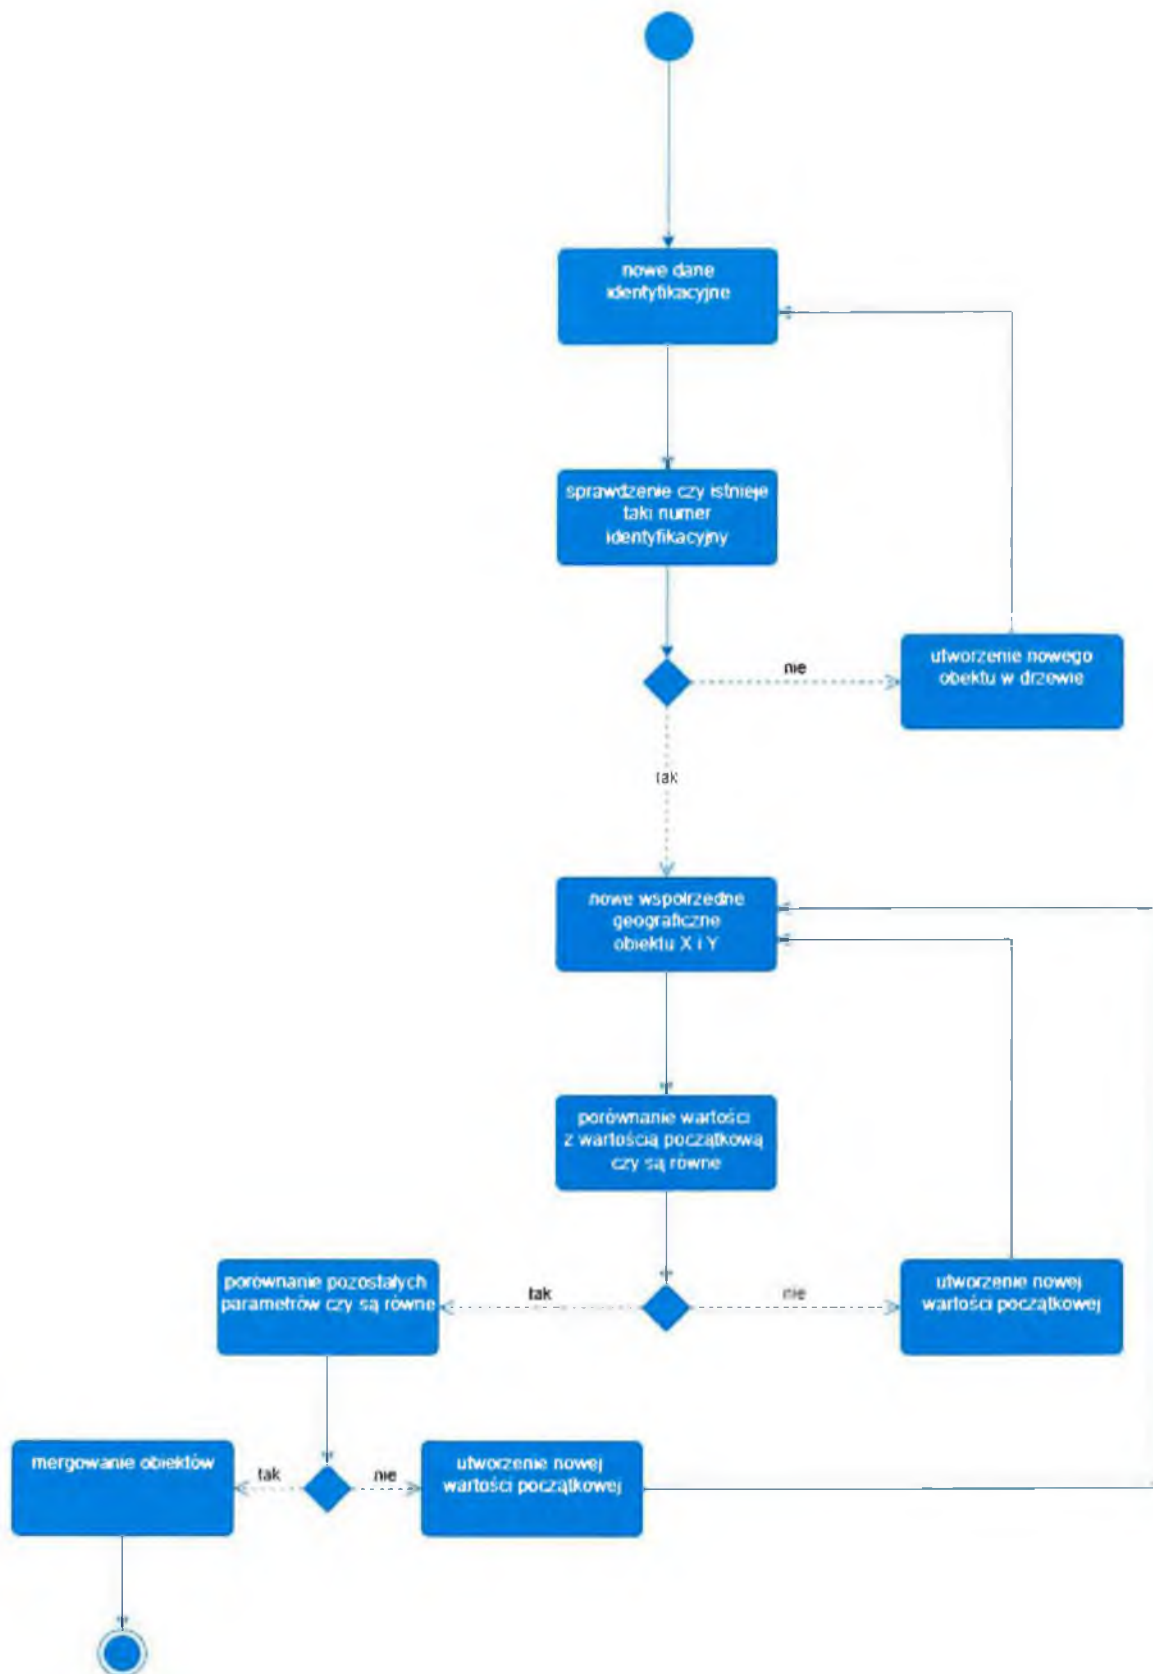 nowe dane
identyfikacyjne
sprawdzenie czy istnieje
taki numer
identyfikacyjny
nie
utworzenie nowego
obektu w drzewie
tak
nowe wspolrzedne
geograficzne
obiektu X i Y
porównanie wartości
z wartością początkową
czy są równe
porównanie pozostałych
parametrów czy są równe
tak
nie
utworzenie nowej
wartości początkowej
mergowanie obiektów
tak
nie
utworzenie nowej
wartości początkowej